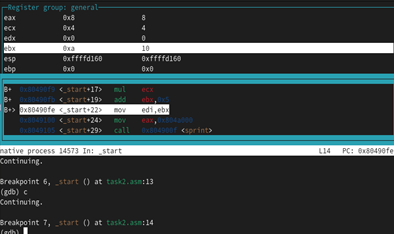 Register group: general
eax 0x8 8
ecx 0x4 4
edx 0x0 0
ebx 0xa 10
esp 0xffffd160 0xffffd160
ebp 0x0 0x0
B+ <_start+17> mul ecx
B+ <_start+19> add ebx,
B+> 0x80490fe <_start+22> mov edi,ebx
<_start+24> mov eax,
<_start+29> call <sprint>
native process 14573 In: _start L14 PC: 0x80490fe
Continuing.
Breakpoint 6, _start () at task2.asm:13
(gdb) c
Continuing.
Breakpoint 7, _start () at task2.asm:14
(gdb)